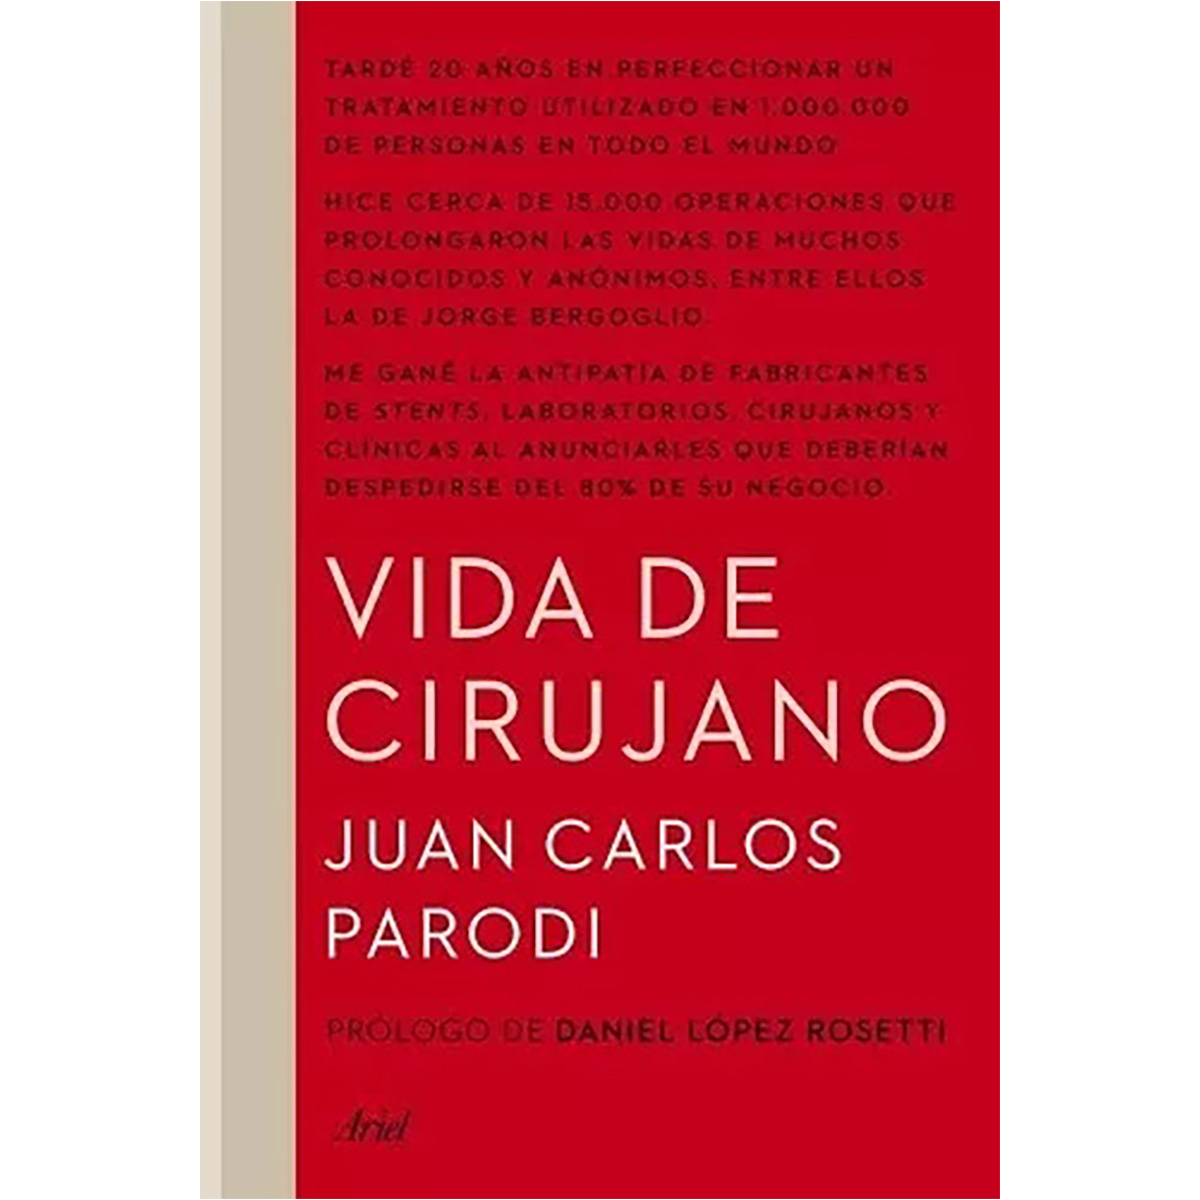 TARDÉ 20 AÑOS EN PERFECCIONAR UN
TRATAMIENTO UTILIZADO EN 1.000.000
DE PERSONAS EN TODO EL MUNDO
HICE CERCA DE 15.000 OPERACIONES QUE
PROLONGARON LAS VIDAS DE MUCHOS
CONOCIDOS Y ANÓNIMOS, ENTRE ELLOS
LA DE JORGE BERGOGLIO.
ME GANÉ LA ANTIPATÍA DE FABRICANTES
DE STENTS, LABORATORIOS, CIRUJANOS Y
CLÍNICAS AL ANUNCIARLES QUE DEBERÍAN
DESPEDIRSE DEL 80% DE SU NEGOCIO.
VIDA DE
CIRUJANO
JUAN CARLOS
PARODI
PRÓLOGO DE DANIEL LÓPEZ ROSETTI
Ariel